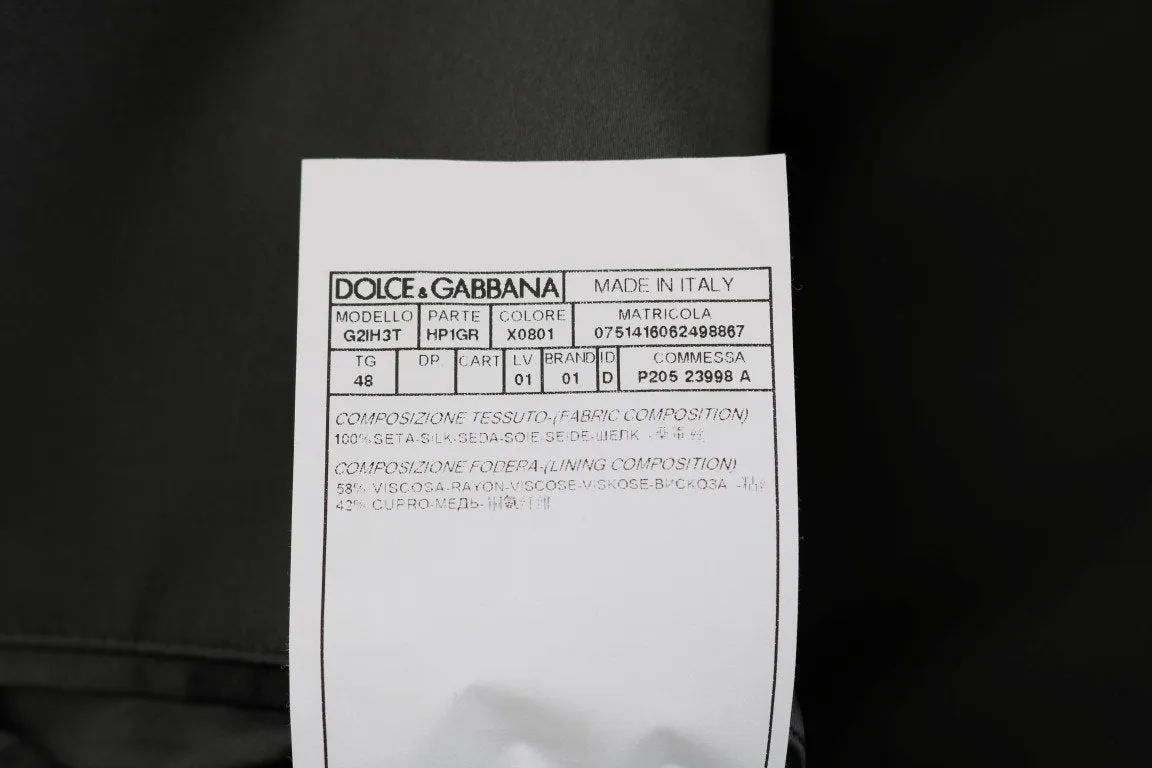 DOLCE & GABBANA MADE IN ITALY
MODELLO PARTE COLORE MATRICOLA
G2IH3T HP1GR X0801 0751416062498867
TG DP. CART LV BRAND ID COMMESSA
48 01 01 D P205 23998 A
COMPOSIZIONE TESSUTO-(FABRIC COMPOSITION)
100% SETA-SILK-SEDA-SOIE-SEIDE-ШЕЛК
COMPOSIZIONE FODERA-(LINING COMPOSITION)
58% VISCOSA-RAYON-VISCOSE-VISKOSE-ВИСКОЗА
42% CUPRO-МЕДЬ-